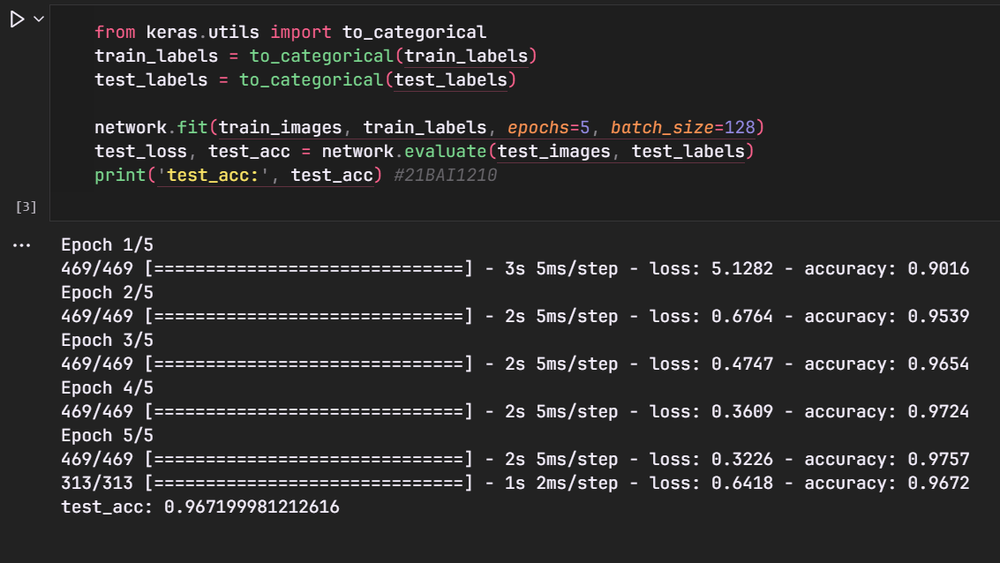 from keras.utils import to_categorical
train_labels = to_categorical(train_labels)
test_labels = to_categorical(test_labels)
network.fit(train_images, train_labels, epochs=5, batch_size=128)
test_loss, test_acc = network.evaluate(test_images, test_labels)
print('test_acc:', test_acc) #21BAI1210
[3]
...
Epoch 1/5
469/469 [==============================] - 3s 5ms/step - loss: 5.1282 - accuracy: 0.9016
Epoch 2/5
469/469 [==============================] - 2s 5ms/step - loss: 0.6764 - accuracy: 0.9539
Epoch 3/5
469/469 [==============================] - 2s 5ms/step - loss: 0.4747 - accuracy: 0.9654
Epoch 4/5
469/469 [==============================] - 2s 5ms/step - loss: 0.3609 - accuracy: 0.9724
Epoch 5/5
469/469 [==============================] - 2s 5ms/step - loss: 0.3226 - accuracy: 0.9757
313/313 [==============================] - 1s 2ms/step - loss: 0.6418 - accuracy: 0.9672
test_acc: 0.967199981212616